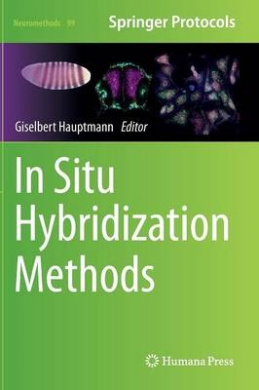 Neuromethods 99
Springer Protocols
Giselbert Hauptmann Editor
In Situ
Hybridization
Methods
Humana Press